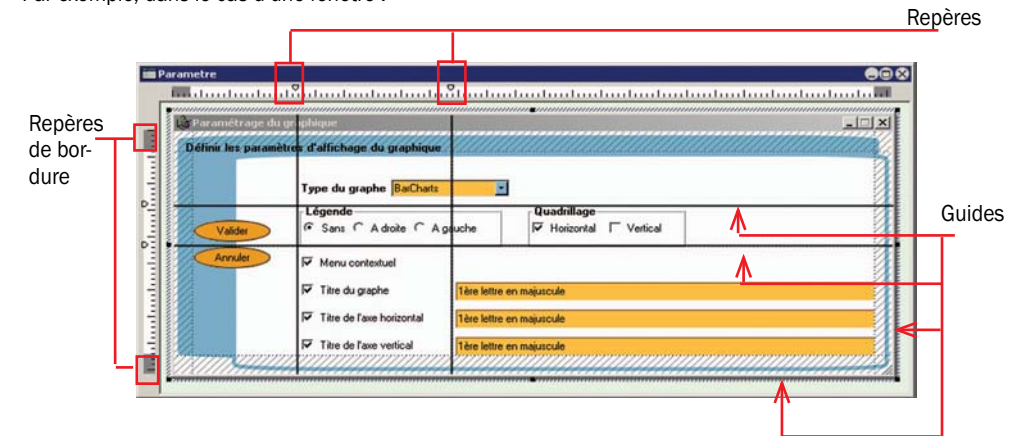 Par exemple, dans le cas d'une fenêtre :
Repères
Parametre
Repères
de bor-
dure
Paramétrage du graphique
Définir les paramètres d'affichage du graphique
Type du graphe BarCharts
Légende
Quadrillage
Guides
Valider
Sans A droite A gauche
Horizontal Vertical
Annuler
Menu contextuel
Titre du graphe
1ère lettre en majuscule
Titre de l'axe horizontal
1ère lettre en majuscule
Titre de l'axe vertical
1ère lettre en majuscule